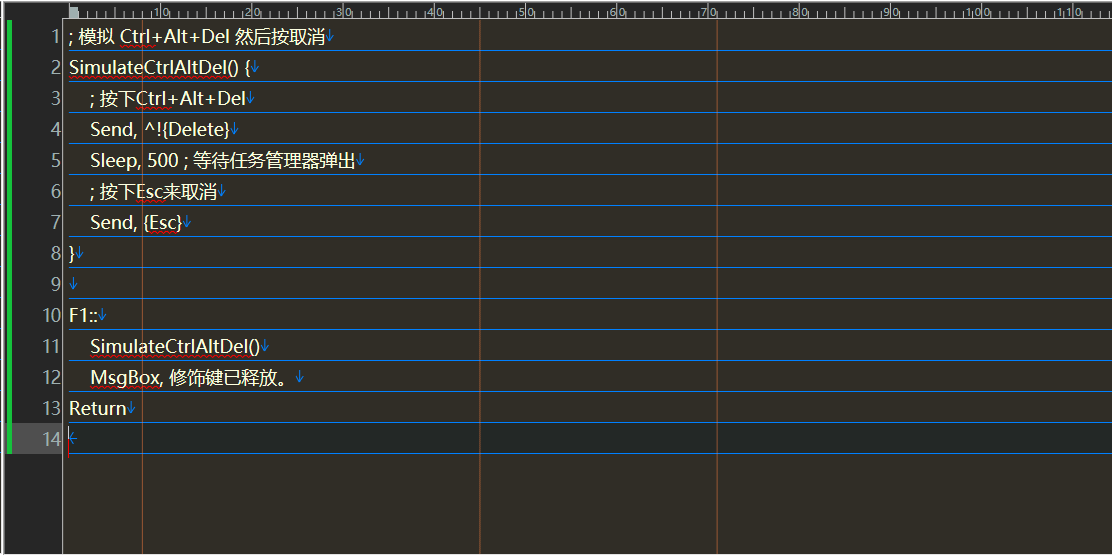 10 20 30 40 50 60 70 80 90 100 110
1 ; 模拟 Ctrl+Alt+Del 然后按取消↓
2 SimulateCtrlAltDel() {↓
3 ; 按下Ctrl+Alt+Del↓
4 Send, ^!{Delete}↓
5 Sleep, 500 ; 等待任务管理器弹出↓
6 ; 按下Esc来取消↓
7 Send, {Esc}↓
8 }↓
9 ↓
10 F1::↓
11 SimulateCtrlAltDel()↓
12 MsgBox, 修饰键已释放。↓
13 Return↓
14 ←